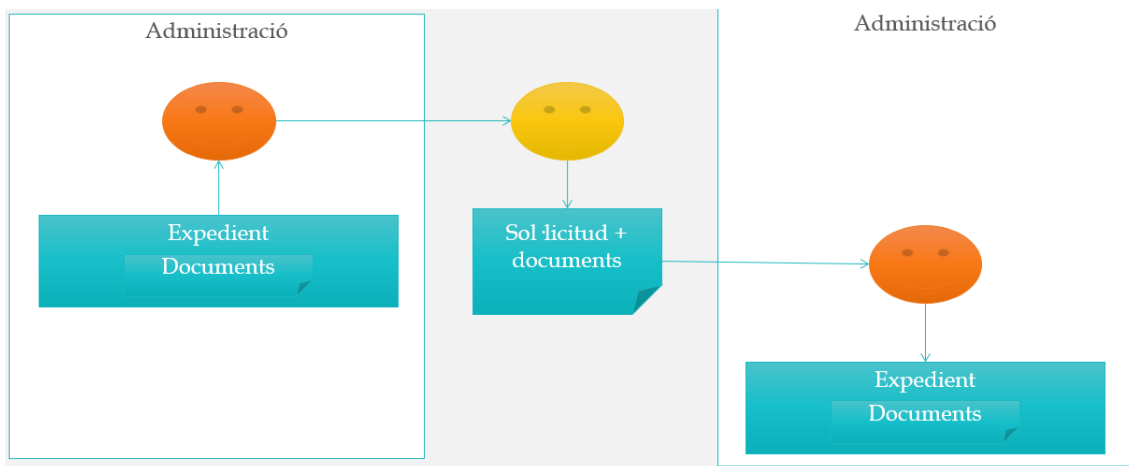 Administració
Expedient
Documents
Sol·licitud +
documents
Administració
Expedient
Documents